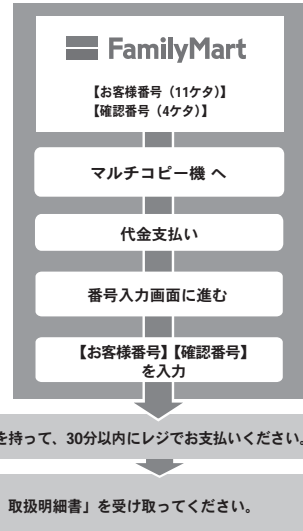 FamilyMart
【お客様番号（11ケタ）】
【確認番号（4ケタ）】
マルチコピー機 へ
代金支払い
番号入力画面に進む
【お客様番号】【確認番号】
を入力
を持って、30分以内にレジでお支払いください。
取扱明細書」を受け取ってください。